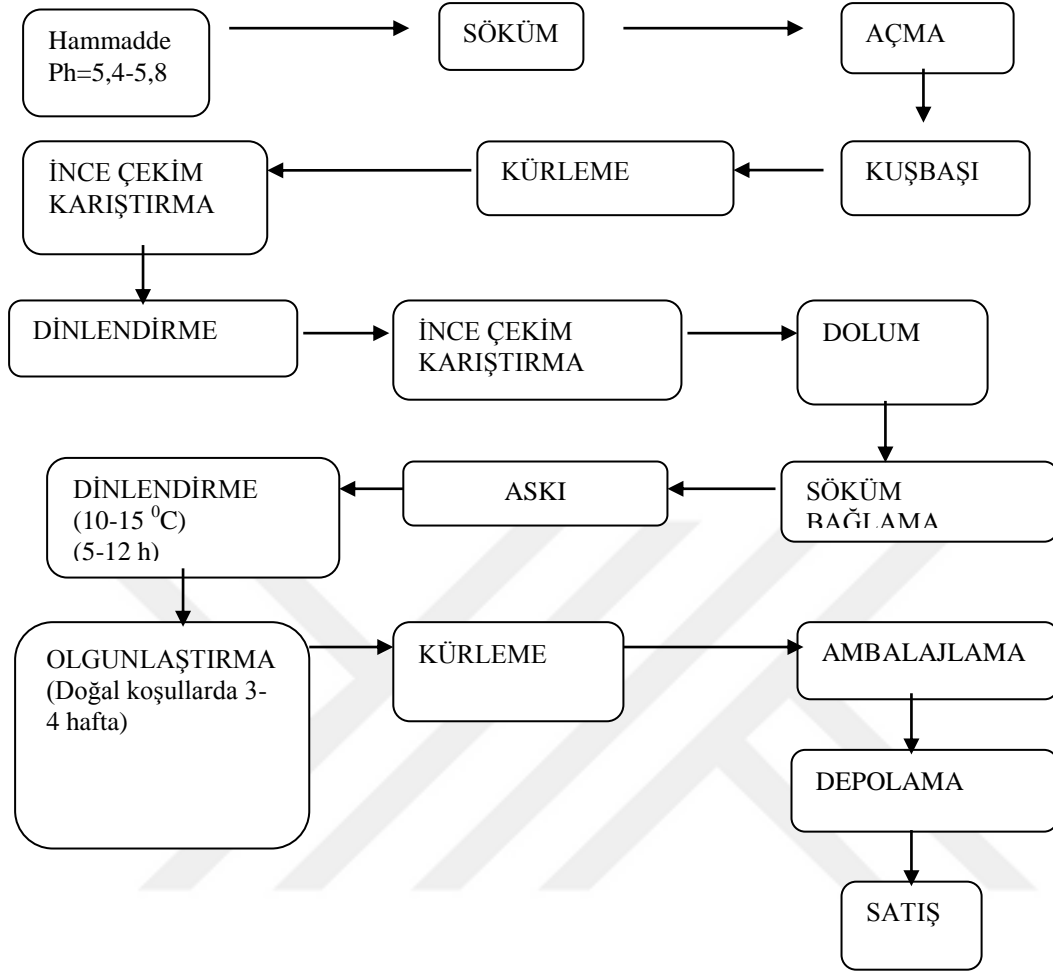 Hammadde
Ph=5,4-5,8
SÖKÜM
AÇMA
KUŞBAŞI
KÜRLEME
İNCE ÇEKİM
KARIŞTIRMA
DİNLENDİRME
İNCE ÇEKİM
KARIŞTIRMA
DOLUM
SÖKÜM
BAĞLAMA
ASKI
DİNLENDİRME
(10-15 ⁰C)
(5-12 h)
OLGUNLAŞTIRMA
(Doğal koşullarda 3-
4 hafta)
KÜRLEME
AMBALAJLAMA
DEPOLAMA
SATIŞ